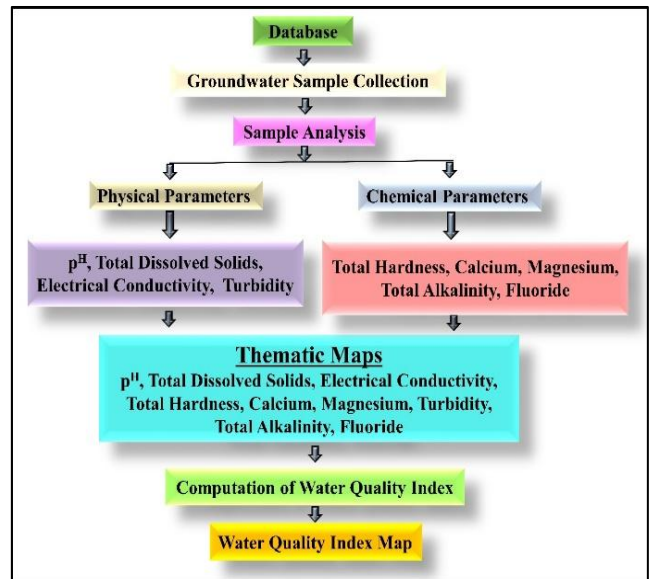 Database
Groundwater Sample Collection
Sample Analysis
Physical Parameters
Chemical Parameters
pH, Total Dissolved Solids,
Electrical Conductivity, Turbidity
Total Hardness, Calcium, Magnesium,
Total Alkalinity, Fluoride
Thematic Maps
pH, Total Dissolved Solids, Electrical Conductivity,
Total Hardness, Calcium, Magnesium, Turbidity,
Total Alkalinity, Fluoride
Computation of Water Quality Index
Water Quality Index Map